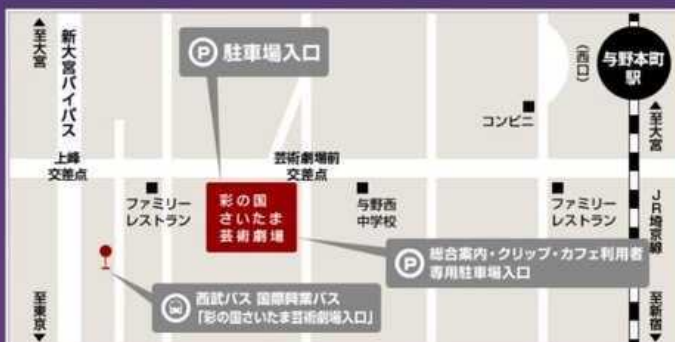 ▲至大宮
新大宮バイパス
P 駐車場入口
(西口)
与野本町
駅
コンビニ
▲至大宮
上峰
交差点
芸術劇場前
交差点
ファミリー
レストラン
彩の国
さいたま
芸術劇場
与野西
中学校
ファミリー
レストラン
JR埼京線
P 総合案内・クリップ・カフェ利用者
専用駐車場入口
西武バス 国際興業バス
「彩の国さいたま芸術劇場入口」
至東京▼
至新宿▼